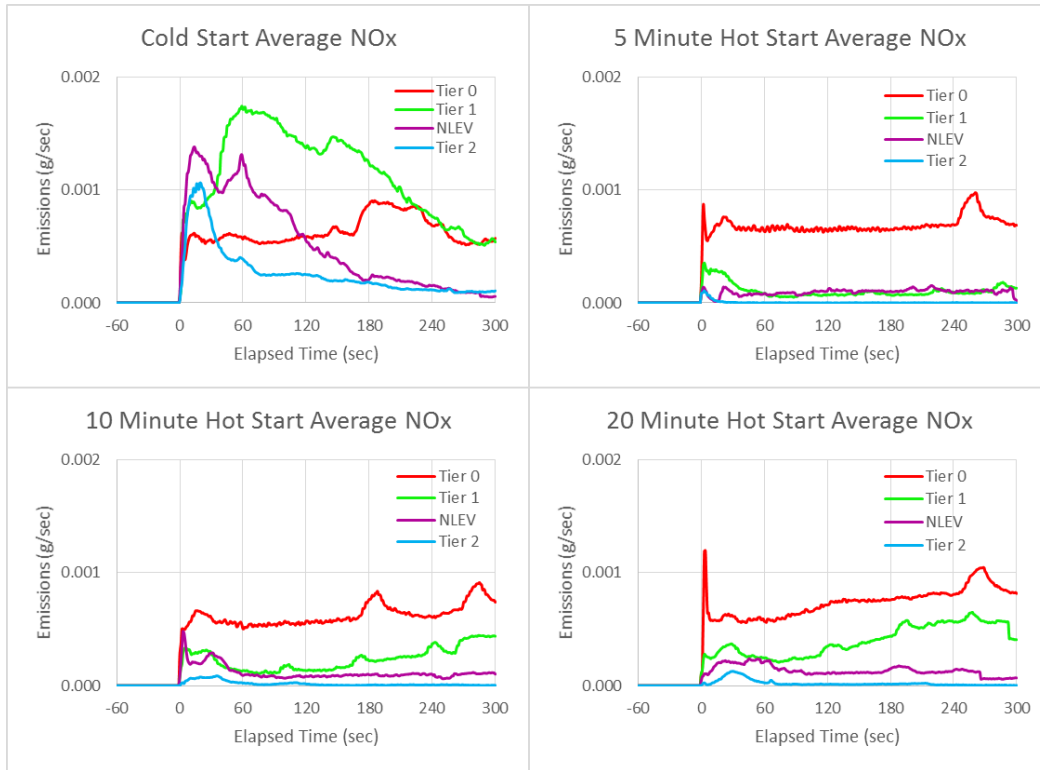 Cold Start Average NOx
0.002
0.001
0.000
Emissions (g/sec)
Tier 0
Tier 1
NLEV
Tier 2
-60 0 60 120 180 240 300
Elapsed Time (sec)
5 Minute Hot Start Average NOx
0.002
0.001
0.000
Emissions (g/sec)
Tier 0
Tier 1
NLEV
Tier 2
-60 0 60 120 180 240 300
Elapsed Time (sec)
10 Minute Hot Start Average NOx
0.002
0.001
0.000
Emissions (g/sec)
Tier 0
Tier 1
NLEV
Tier 2
-60 0 60 120 180 240 300
Elapsed Time (sec)
20 Minute Hot Start Average NOx
0.002
0.001
0.000
Emissions (g/sec)
Tier 0
Tier 1
NLEV
Tier 2
-60 0 60 120 180 240 300
Elapsed Time (sec)